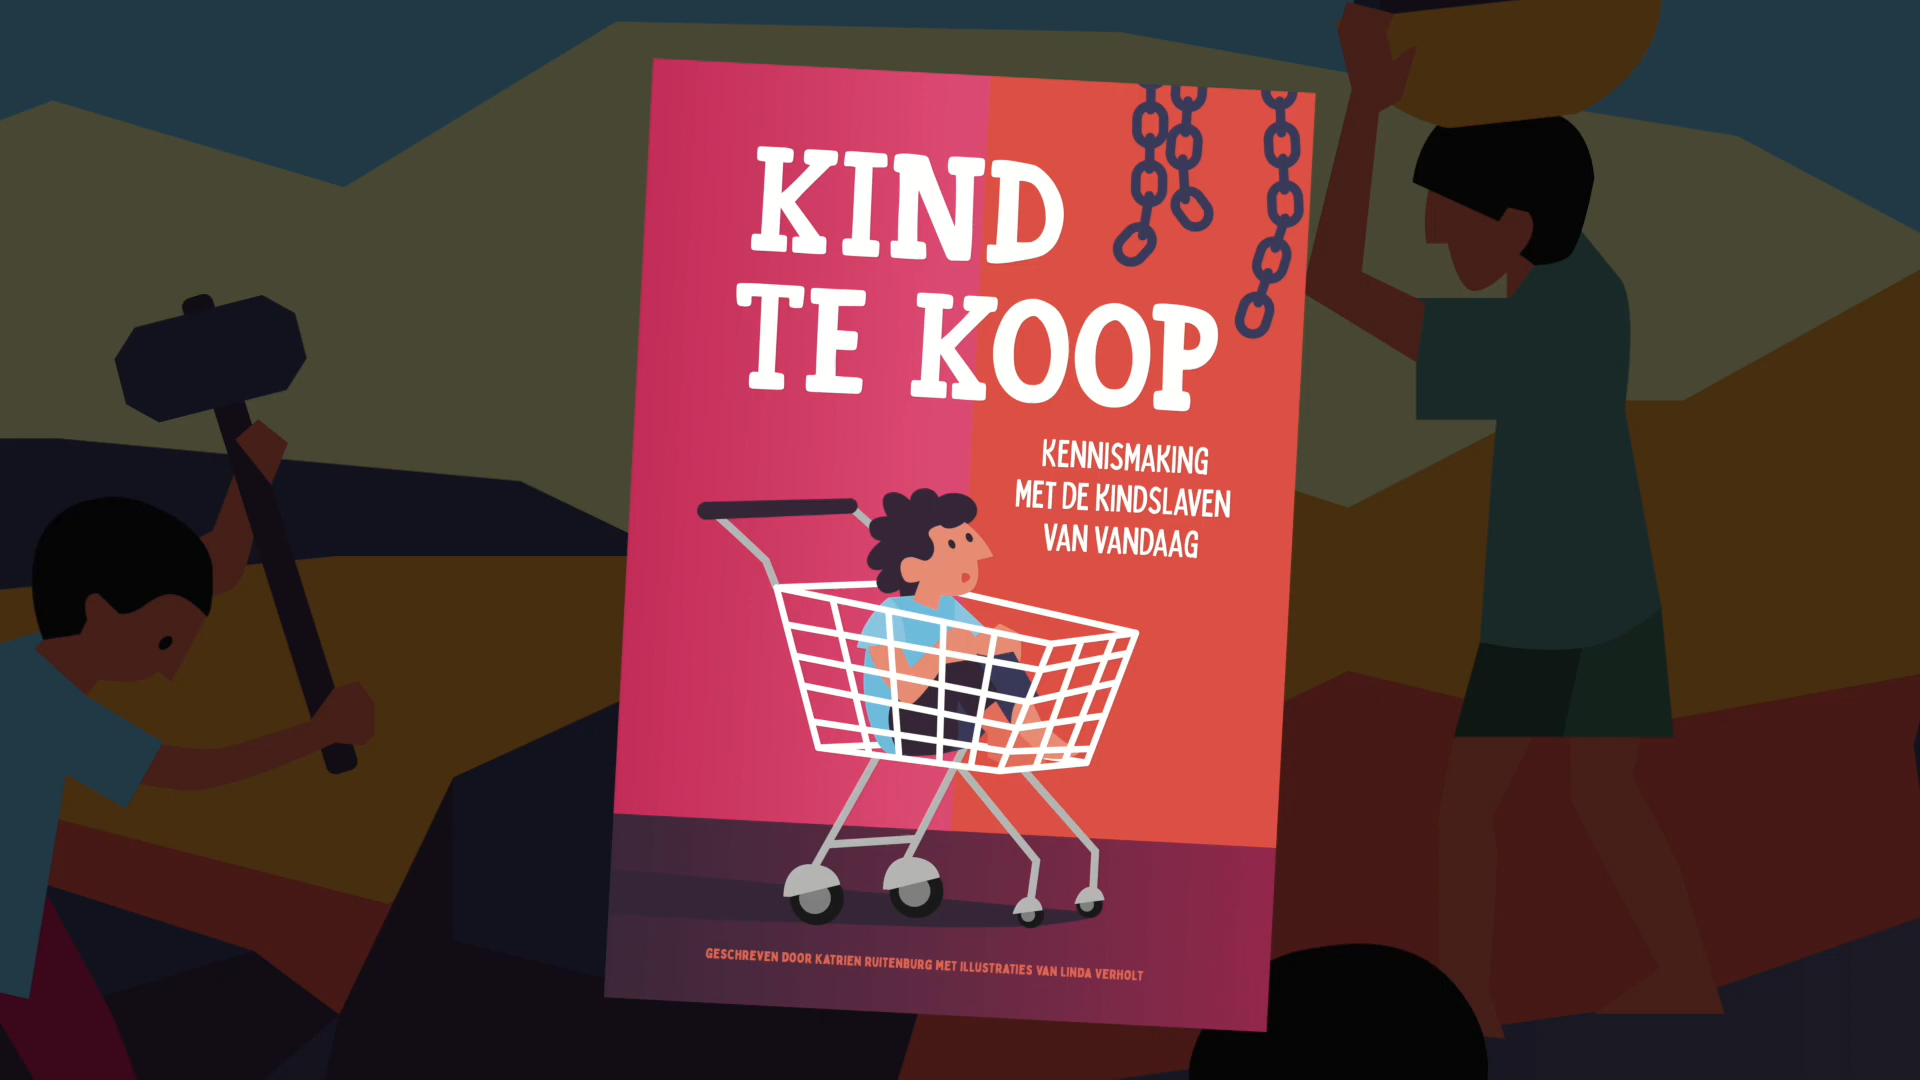 KIND
TE KOOP
KENNISMAKING
MET DE KINDSLAVEN
VAN VANDAAG
GESCHREVEN DOOR KATRIEN RUITENBURG MET ILLUSTRATIES VAN LINDA VERHOLT